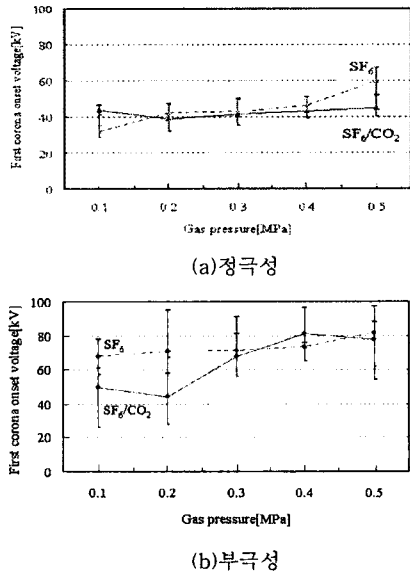 First corona onset voltage[kV]
100
80
60
40
20
0
SF₆
SF₆/CO₂
0.1 0.2 0.3 0.4 0.5
Gas pressure[MPa]
(a)정극성
First corona onset voltage[kV]
100
80
60
40
20
0
SF₆
SF₆/CO₂
0.1 0.2 0.3 0.4 0.5
Gas pressure[MPa]
(b)부극성